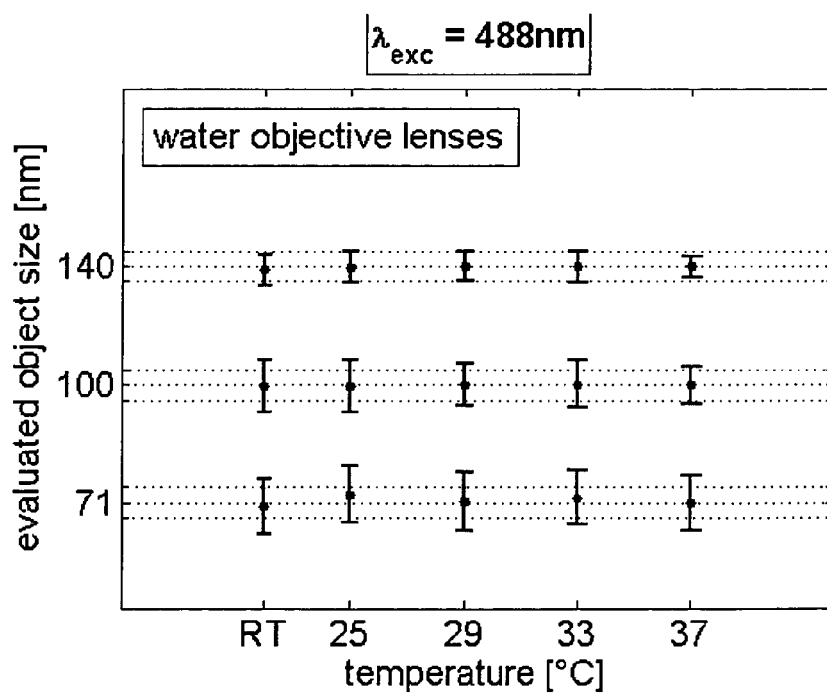 λexc = 488nm
water objective lenses
evaluated object size [nm]
140
100
71
RT 25 29 33 37
temperature [°C]